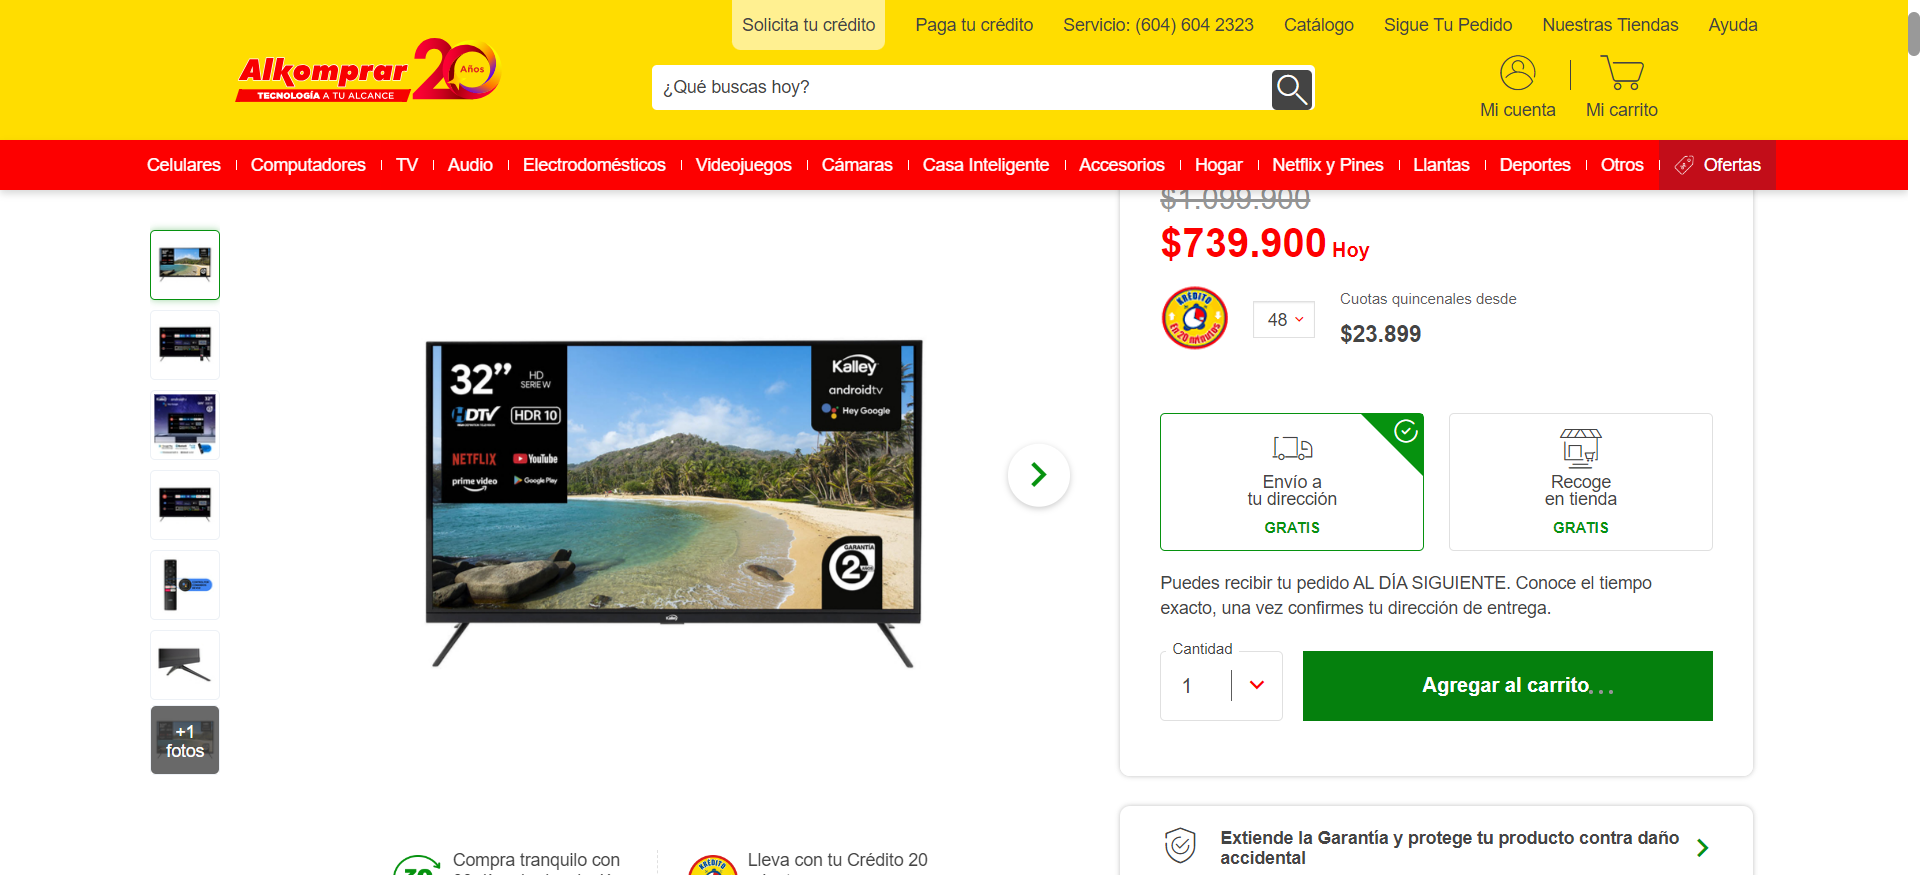 Solicita tu crédito
Paga tu crédito
Servicio: (604) 604 2323
Catálogo
Sigue Tu Pedido
Nuestras Tiendas
Ayuda
Alkomprar
TECNOLOGÍA A TU ALCANCE
20 Años
¿Qué buscas hoy?
Mi cuenta
Mi carrito
Celulares
Computadores
TV
Audio
Electrodomésticos
Videojuegos
Cámaras
Casa Inteligente
Accesorios
Hogar
Netflix y Pines
Llantas
Deportes
Otros
Ofertas
$1.099.900
$739.900 Hoy
KRÉDITO
En 20 minutos
48
Cuotas quincenales desde
$23.899
32”
HD
SERIE W
HDTV
HDR 10
NETFLIX
YouTube
prime video
Google Play
Kalley
androidtv
Hey Google
GARANTÍA
2
Kalley
Envío a
tu dirección
GRATIS
Recoge
en tienda
GRATIS
Puedes recibir tu pedido AL DÍA SIGUIENTE. Conoce el tiempo
exacto, una vez confirmes tu dirección de entrega.
Cantidad
1
Agregar al carrito...
+1
fotos
Extiende la Garantía y protege tu producto contra daño
accidental
Compra tranquilo con
Lleva con tu Crédito 20
KRÉDITO